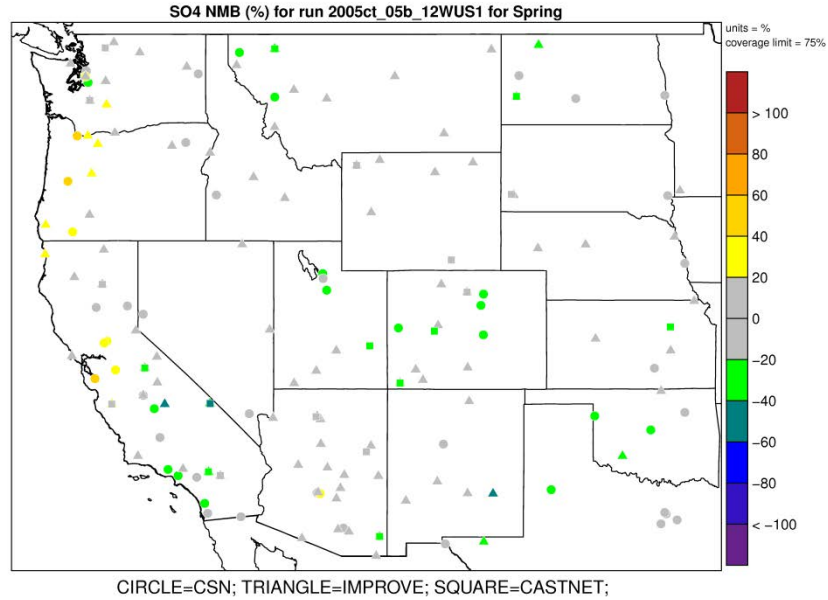 SO4 NMB (%) for run 2005ct_05b_12WUS1 for Spring
units = %
coverage limit = 75%
> 100
80
60
40
20
0
−20
−40
−60
−80
< −100
CIRCLE=CSN; TRIANGLE=IMPROVE; SQUARE=CASTNET;